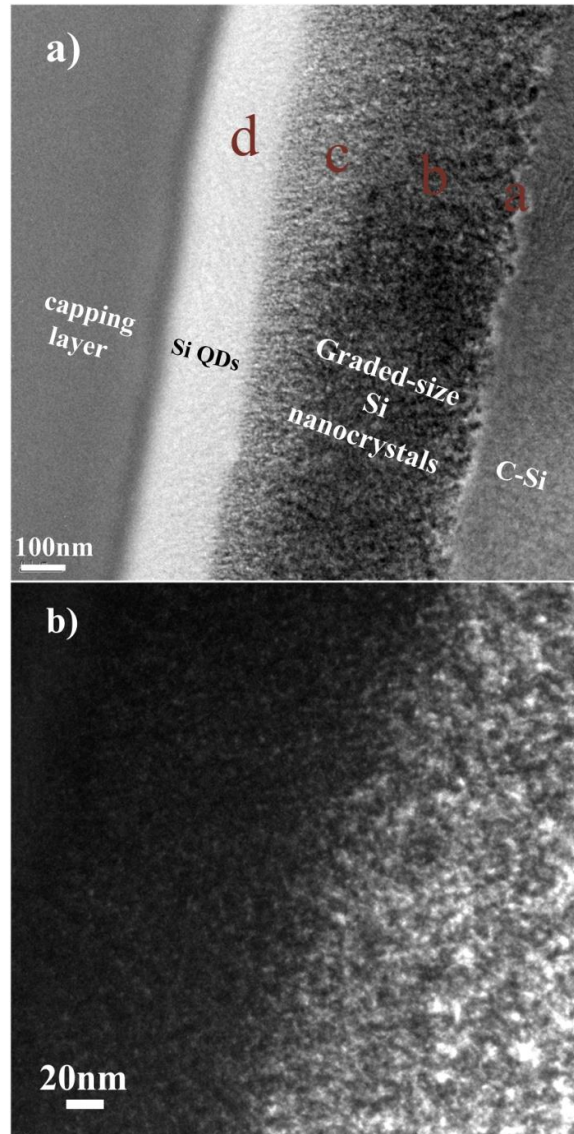 a)
d
c
b
a
capping
layer
Si QDs
Graded-size
Si
nanocrystals
C-Si
100nm
b)
20nm